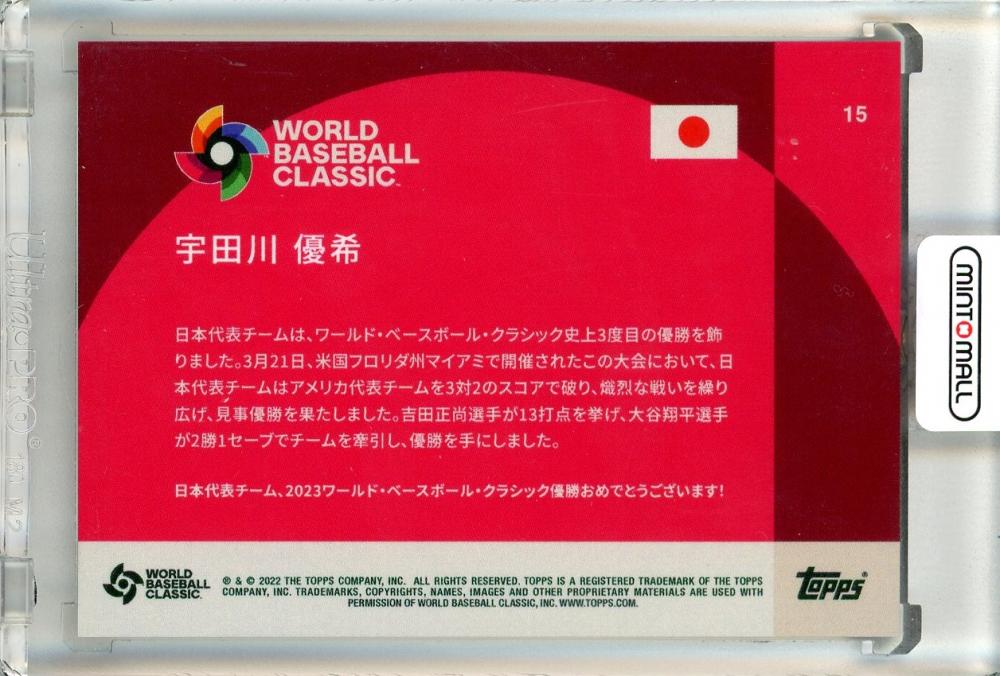 WORLD
BASEBALL
CLASSIC™
15
宇田川 優希
日本代表チームは、ワールド・ベースボール・クラシック史上3度目の優勝を飾
りました。3月21日、米国フロリダ州マイアミで開催されたこの大会において、日
本代表チームはアメリカ代表チームを3対2のスコアで破り、熾烈な戦いを繰り
広げ、見事優勝を果たしました。吉田正尚選手が13打点を挙げ、大谷翔平選手
が2勝1セーブでチームを牽引し、優勝を手にしました。
日本代表チーム、2023ワールド・ベースボール・クラシック優勝おめでとうございます!
WORLD
BASEBALL
CLASSIC™
® & © 2022 THE TOPPS COMPANY, INC. ALL RIGHTS RESERVED. TOPPS IS A REGISTERED TRADEMARK OF THE TOPPS
COMPANY, INC. TRADEMARKS, COPYRIGHTS, NAMES, IMAGES AND OTHER PROPRIETARY MATERIALS ARE USED WITH
PERMISSION OF WORLD BASEBALL CLASSIC, INC. WWW.TOPPS.COM.
topps®
MINT MALL
Ultra PRO®